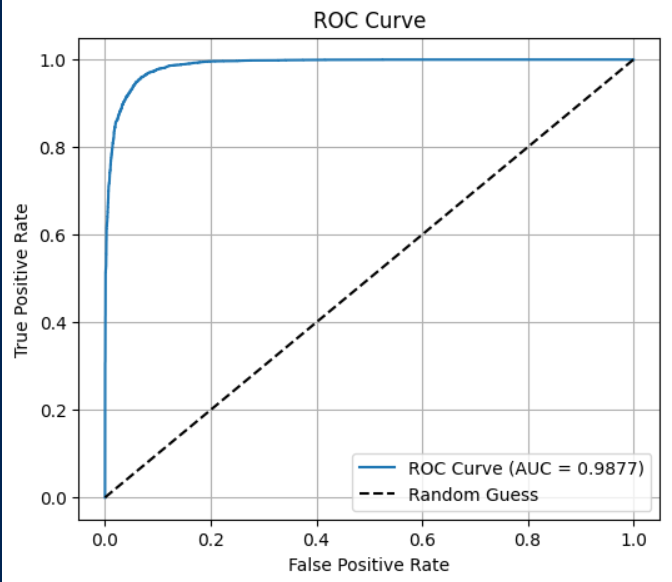 ROC Curve
True Positive Rate
1.0
0.8
0.6
0.4
0.2
0.0
ROC Curve (AUC = 0.9877)
Random Guess
0.0 0.2 0.4 0.6 0.8 1.0
False Positive Rate